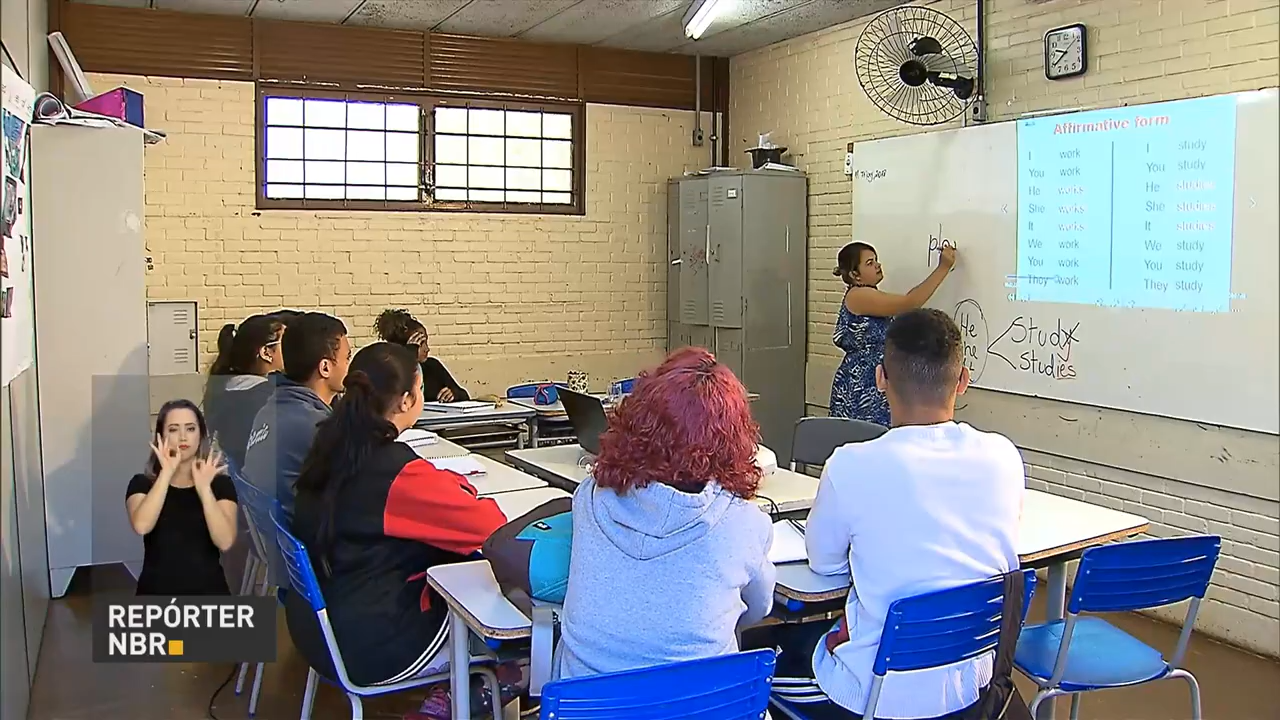 Affirmative form
I work I study
You work You study
He works He studies
She works She studies
It works It studies
We work We study
You work You study
They work They study
play
He
he
Study
Studies
REPÓRTER
NBR